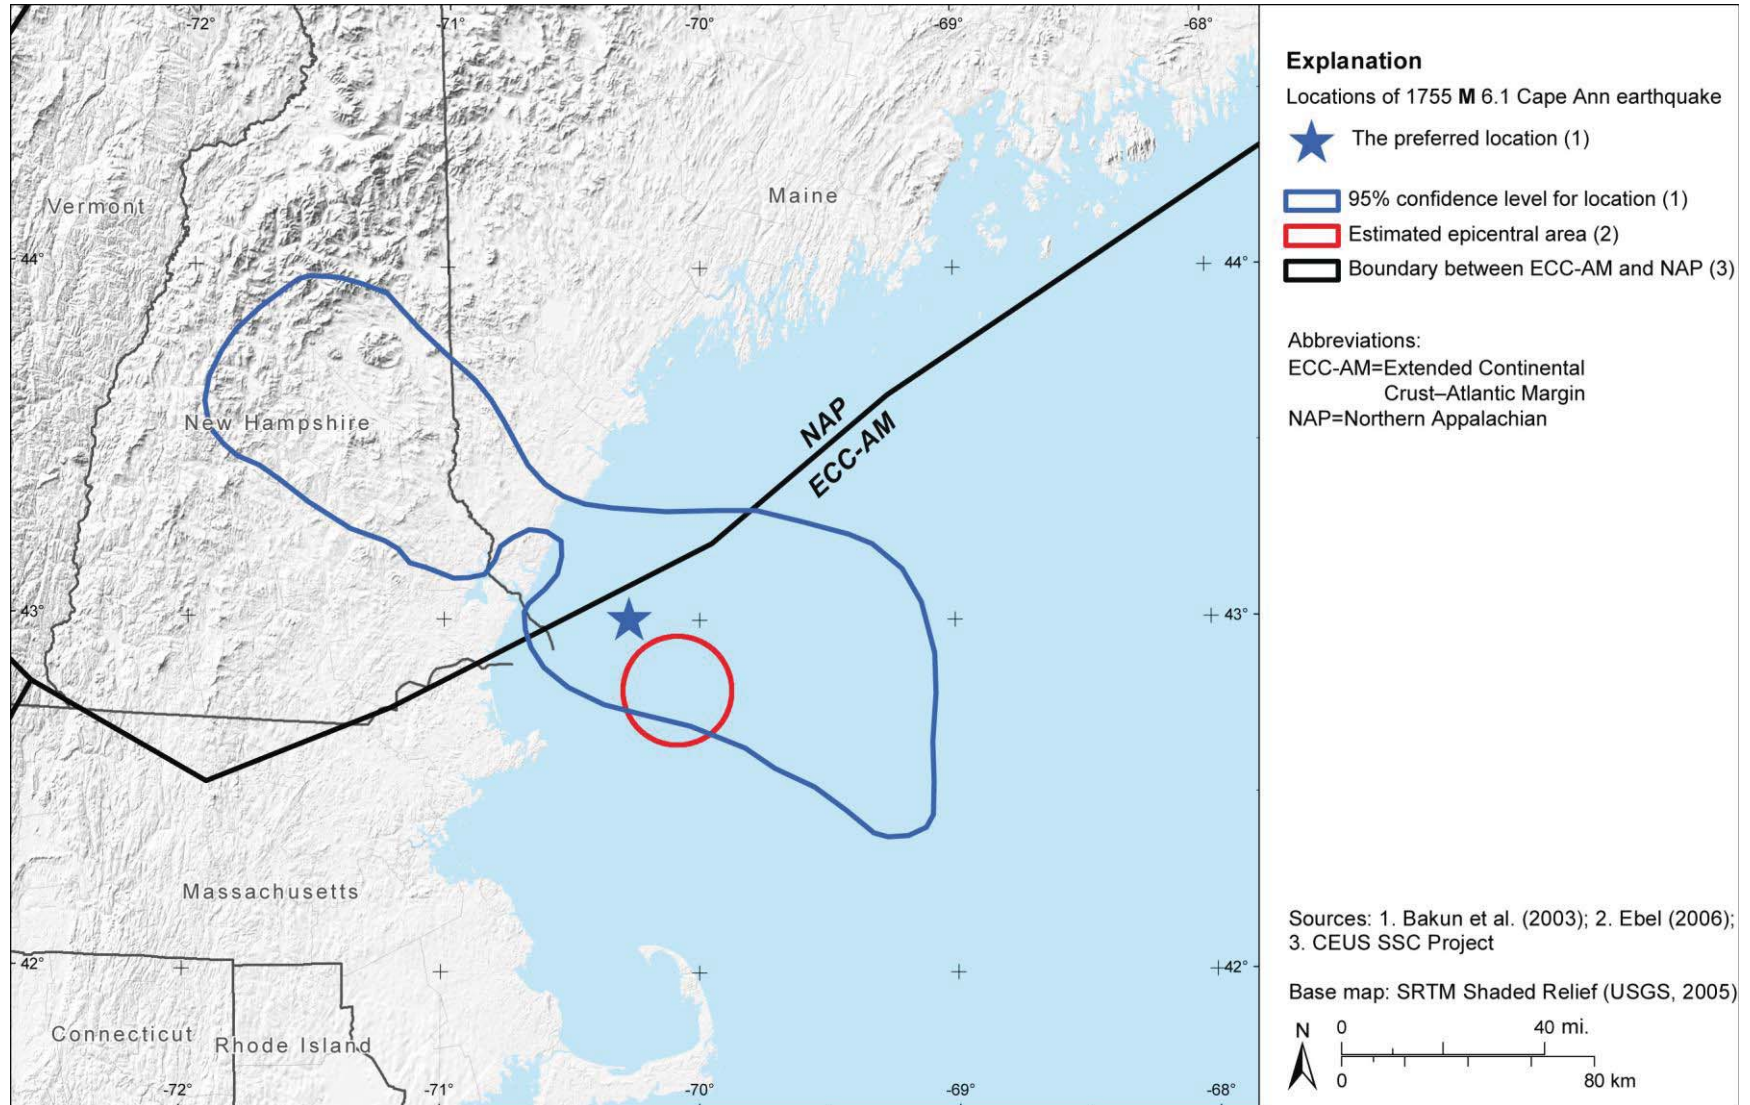 -72° -71° -70° -69° -68°
Vermont
Maine
44°
44°
New Hampshire
NAP
ECC-AM
43°
43°
Massachusetts
42°
42°
Connecticut
Rhode Island
-72° -71° -70° -69° -68°
Explanation
Locations of 1755 M 6.1 Cape Ann earthquake
The preferred location (1)
95% confidence level for location (1)
Estimated epicentral area (2)
Boundary between ECC-AM and NAP (3)
Abbreviations:
ECC-AM=Extended Continental
Crust–Atlantic Margin
NAP=Northern Appalachian
Sources: 1. Bakun et al. (2003); 2. Ebel (2006);
3. CEUS SSC Project
Base map: SRTM Shaded Relief (USGS, 2005)
N
0 40 mi.
0 80 km